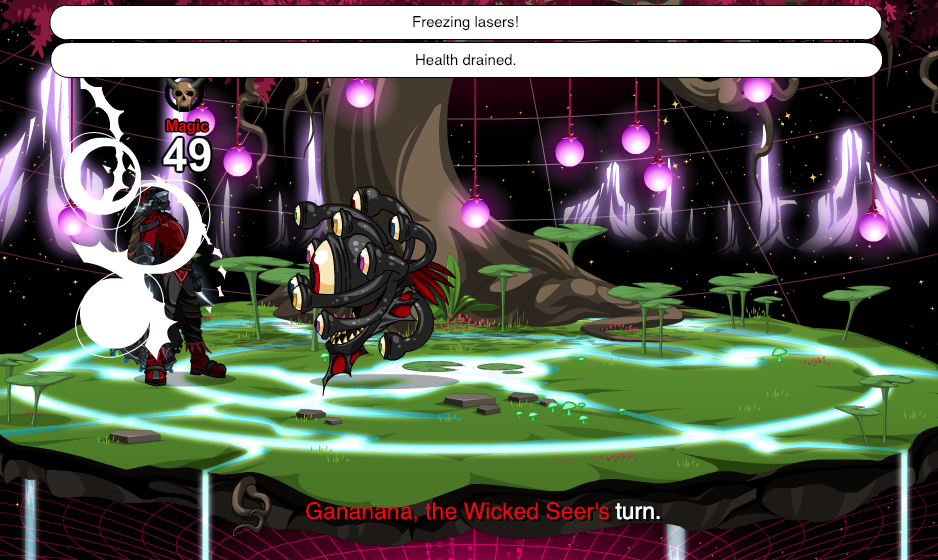 Freezing lasers!
Health drained.
Magic
49
Gananana, the Wicked Seer's turn.